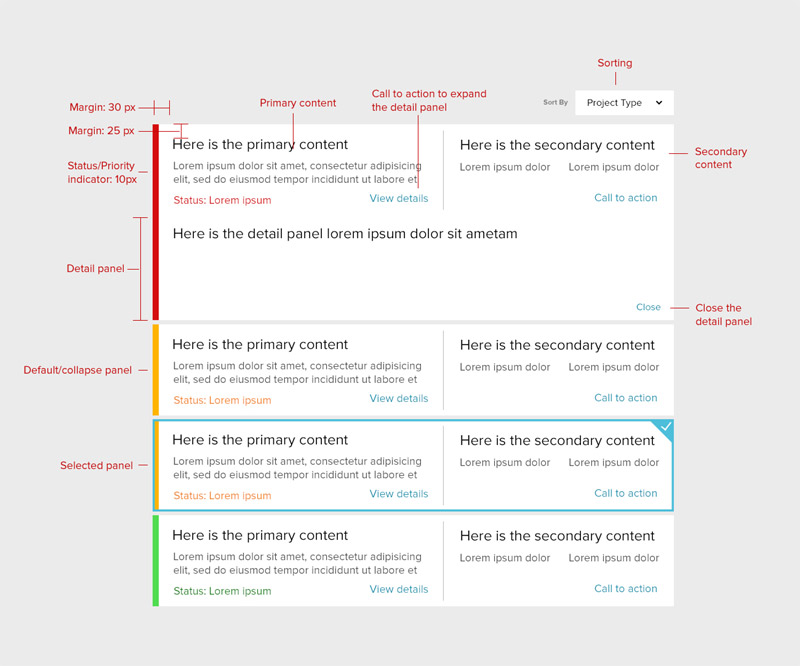 Sorting
Call to action to expand
the detail panel
Primary content
Margin: 30 px
Sort By
Project Type
Margin: 25 px
Status/Priority
indicator: 10px
Here is the primary content
Lorem ipsum dolor sit amet, consectetur adipisicing
elit, sed do eiusmod tempor incididunt ut labore et
Status: Lorem ipsum
View details
Here is the secondary content
Lorem ipsum dolor
Lorem ipsum dolor
Call to action
Secondary
content
Detail panel
Here is the detail panel lorem ipsum dolor sit ametam
Close
Close the
detail panel
Default/collapse panel
Here is the primary content
Lorem ipsum dolor sit amet, consectetur adipisicing
elit, sed do eiusmod tempor incididunt ut labore et
Status: Lorem ipsum
View details
Here is the secondary content
Lorem ipsum dolor
Lorem ipsum dolor
Call to action
Selected panel
Here is the primary content
Lorem ipsum dolor sit amet, consectetur adipisicing
elit, sed do eiusmod tempor incididunt ut labore et
Status: Lorem ipsum
View details
Here is the secondary content
Lorem ipsum dolor
Lorem ipsum dolor
Call to action
Here is the primary content
Lorem ipsum dolor sit amet, consectetur adipisicing
elit, sed do eiusmod tempor incididunt ut labore et
Status: Lorem ipsum
View details
Here is the secondary content
Lorem ipsum dolor
Lorem ipsum dolor
Call to action